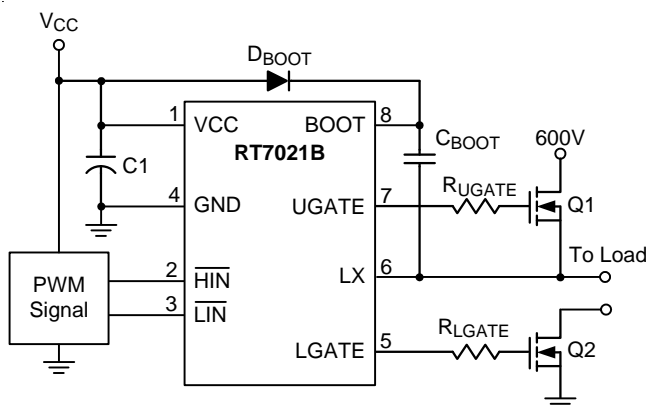 VCC
DBOOT
1
VCC
BOOT
8
RT7021B
C1
CBOOT
600V
4
GND
UGATE
7
RUGATE
Q1
To Load
PWM
Signal
2
HIN
LX
6
3
LIN
LGATE
5
RLGATE
Q2